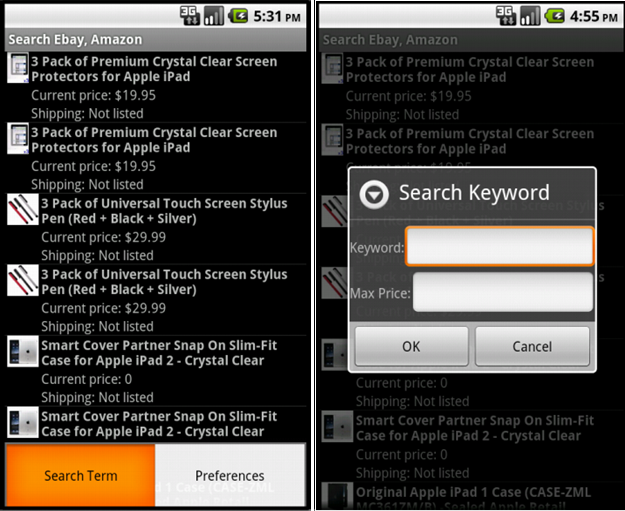 3G 5:31 PM
Search Ebay, Amazon
3 Pack of Premium Crystal Clear Screen
Protectors for Apple iPad
Current price: $19.95
Shipping: Not listed
3 Pack of Premium Crystal Clear Screen
Protectors for Apple iPad
Current price: $19.95
Shipping: Not listed
3 Pack of Universal Touch Screen Stylus
Pen (Red + Black + Silver)
Current price: $29.99
Shipping: Not listed
3 Pack of Universal Touch Screen Stylus
Pen (Red + Black + Silver)
Current price: $29.99
Shipping: Not listed
Smart Cover Partner Snap On Slim-Fit
Case for Apple iPad 2 - Crystal Clear
Current price: 0
Shipping: Not listed
Smart Cover Partner Snap On Slim-Fit
Case for Apple iPad 2 - Crystal Clear
Search Term Preferences
1 Case (CASE-ZML
3G 4:55 PM
Search Ebay, Amazon
3 Pack of Premium Crystal Clear Screen
Protectors for Apple iPad
Current price: $19.95
Shipping: Not listed
3 Pack of Premium Crystal Clear Screen
Protectors for Apple iPad
Search Keyword
Keyword:
Max Price:
OK Cancel
Current price: 0
Shipping: Not listed
Smart Cover Partner Snap On Slim-Fit
Case for Apple iPad 2 - Crystal Clear
Current price: 0
Shipping: Not listed
Original Apple iPad 1 Case (CASE-ZML